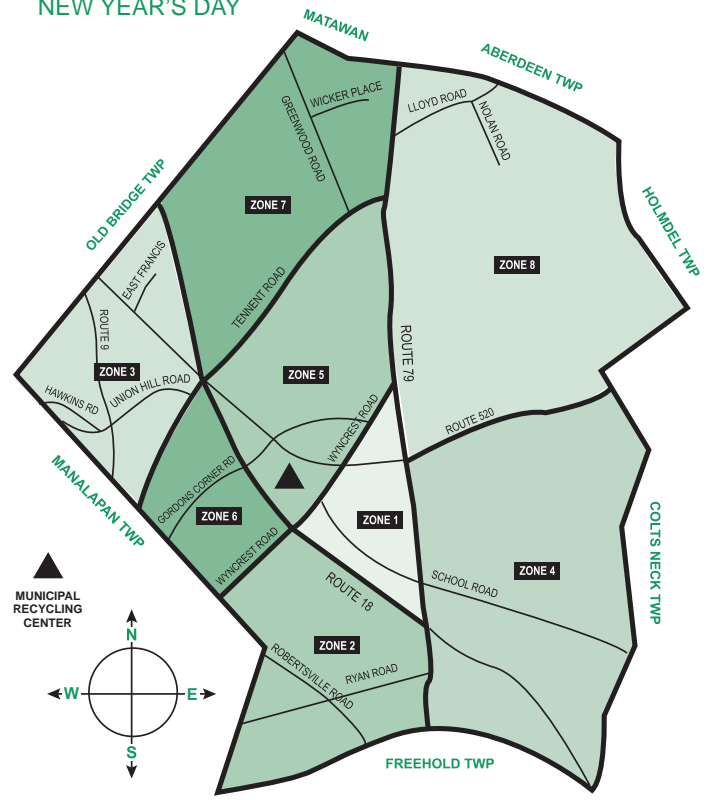 NEW YEAR'S DAY
MATAWAN
ABERDEEN TWP
WICKER PLACE
LLOYD ROAD
GREENWOOD ROAD
NOLAN ROAD
OLD BRIDGE TWP
ZONE 7
HOLMDEL TWP
EAST FRANCIS
ZONE 8
TENNENT ROAD
ROUTE 9
ROUTE 79
ZONE 3
ZONE 5
HAWKINS RD
UNION HILL ROAD
WYNCREST ROAD
ROUTE 520
GORDONS CORNER RD
MANALAPAN TWP
ZONE 6
ZONE 1
COLTS NECK TWP
WYNCREST ROAD
ZONE 4
SCHOOL ROAD
ROUTE 18
MUNICIPAL
RECYCLING
CENTER
N
ZONE 2
ROBERTSVILLE ROAD
RYAN ROAD
W
E
S
FREEHOLD TWP